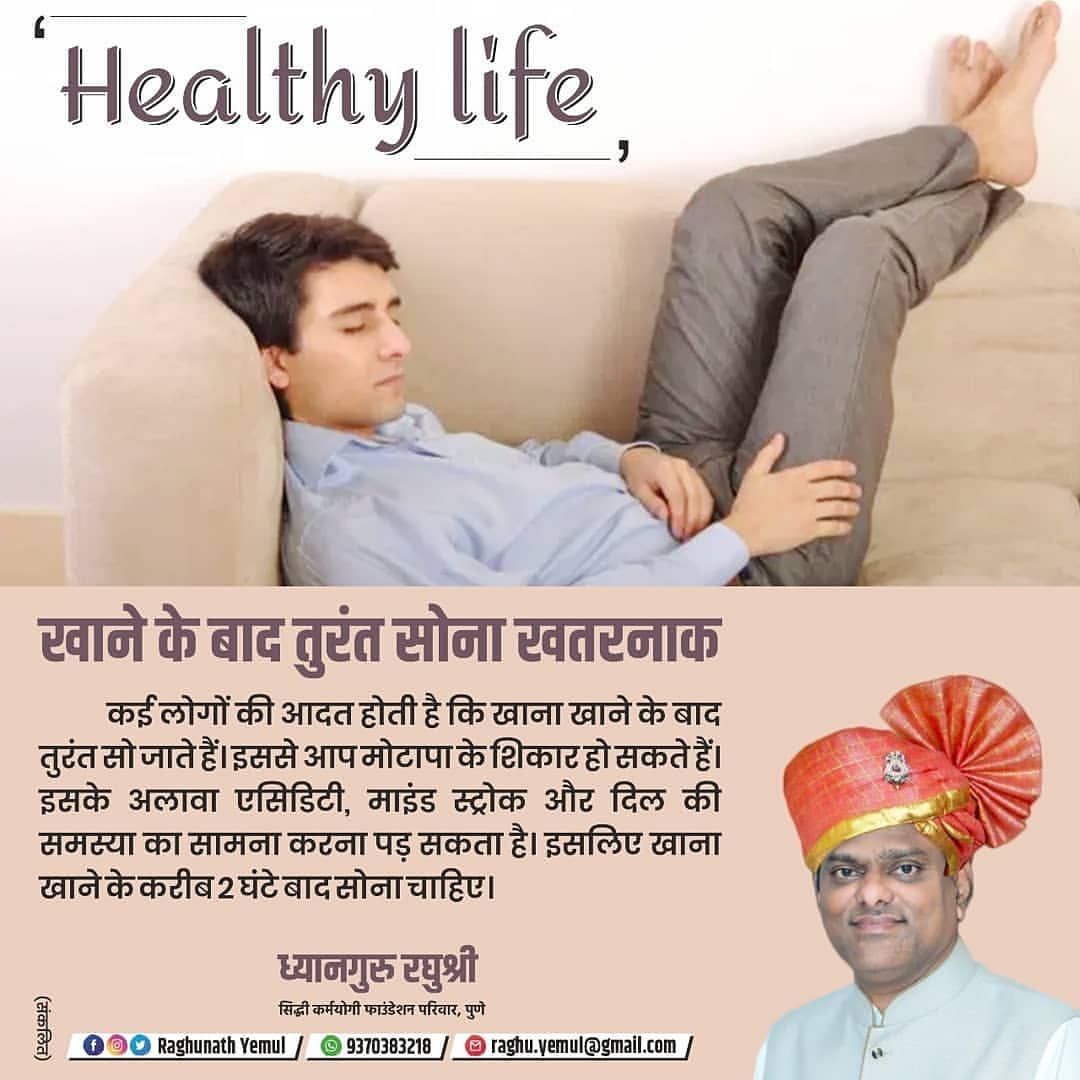 ‘Healthy life’
खाने के बाद तुरंत सोना खतरनाक
कई लोगों की आदत होती है कि खाना खाने के बाद
तुरंत सो जाते हैं। इससे आप मोटापा के शिकार हो सकते हैं।
इसके अलावा एसिडिटी, माइंड स्ट्रोक और दिल की
समस्या का सामना करना पड़ सकता है। इसलिए खाना
खाने के करीब 2 घंटे बाद सोना चाहिए।
ध्यानगुरु रघुश्री
सिद्धी कर्मयोगी फाउंडेशन परिवार, पुणे
(संकलित)
Raghunath Yemul / 9370383218 / raghu.yemul@gmail.com /